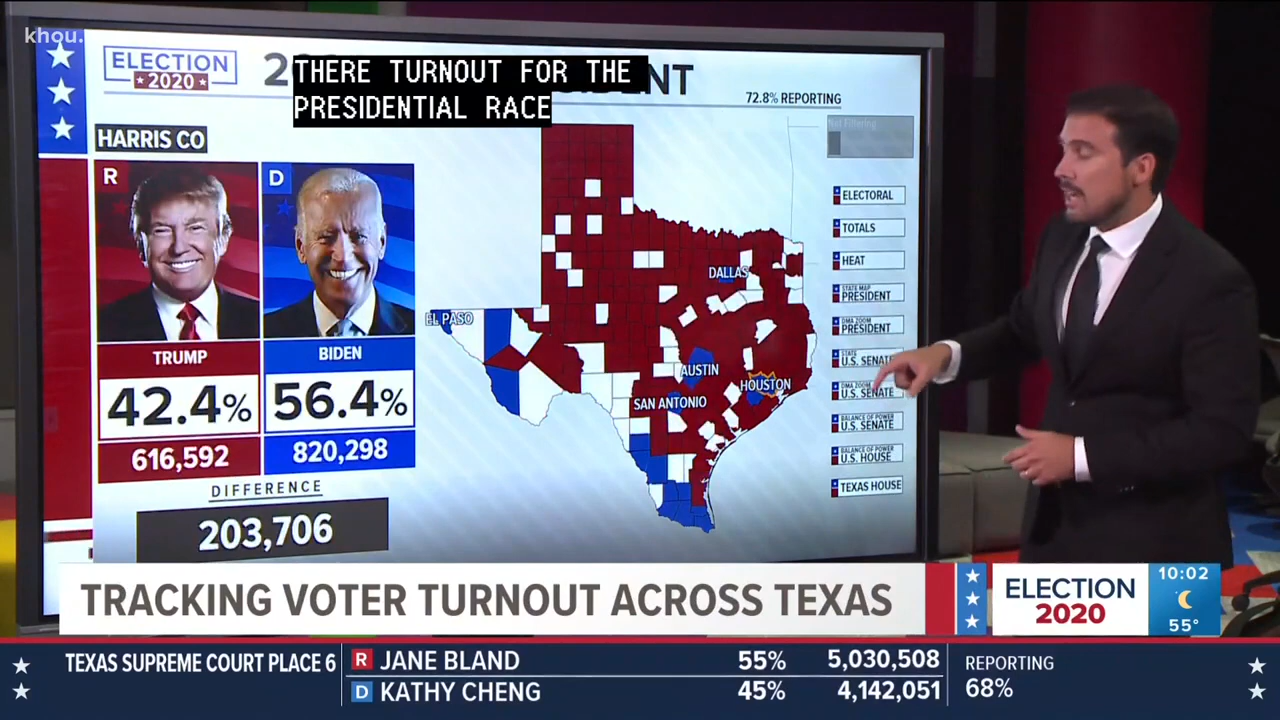 khou.
ELECTION
2020
2
ENT
THERE TURNOUT FOR THE
PRESIDENTIAL RACE
72.8% REPORTING
HARRIS CO
Not Filtering
R
D
TRUMP
BIDEN
42.4%
56.4%
616,592
820,298
DIFFERENCE
203,706
DALLAS
EL PASO
AUSTIN
HOUSTON
SAN ANTONIO
ELECTORAL
TOTALS
HEAT
STATE MAP
PRESIDENT
DMA ZOOM
PRESIDENT
STATE
U.S. SENATE
DMA ZOOM
U.S. SENATE
BALANCE OF POWER
U.S. SENATE
BALANCE OF POWER
U.S. HOUSE
TEXAS HOUSE
TRACKING VOTER TURNOUT ACROSS TEXAS
ELECTION
2020
10:02
55°
TEXAS SUPREME COURT PLACE 6
R JANE BLAND 55% 5,030,508
D KATHY CHENG 45% 4,142,051
REPORTING
68%